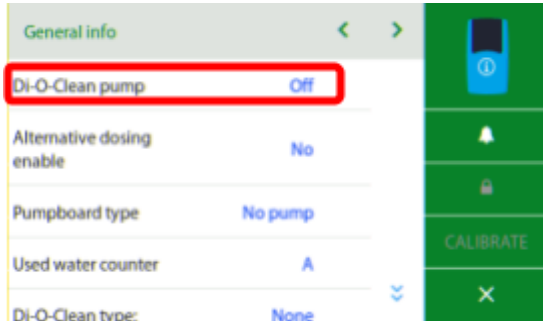 General info
Di-O-Clean pump Off
Alternative dosing
enable No
Pumpboard type No pump
CALIBRATE
Used water counter A
Di-O-Clean type: None